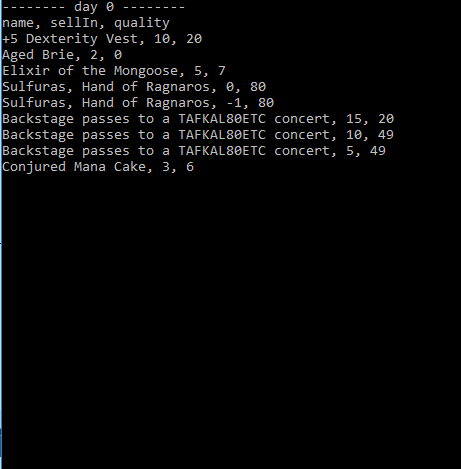 -------- day 0 --------
name, sellIn, quality
+5 Dexterity Vest, 10, 20
Aged Brie, 2, 0
Elixir of the Mongoose, 5, 7
Sulfuras, Hand of Ragnaros, 0, 80
Sulfuras, Hand of Ragnaros, -1, 80
Backstage passes to a TAFKAL80ETC concert, 15, 20
Backstage passes to a TAFKAL80ETC concert, 10, 49
Backstage passes to a TAFKAL80ETC concert, 5, 49
Conjured Mana Cake, 3, 6